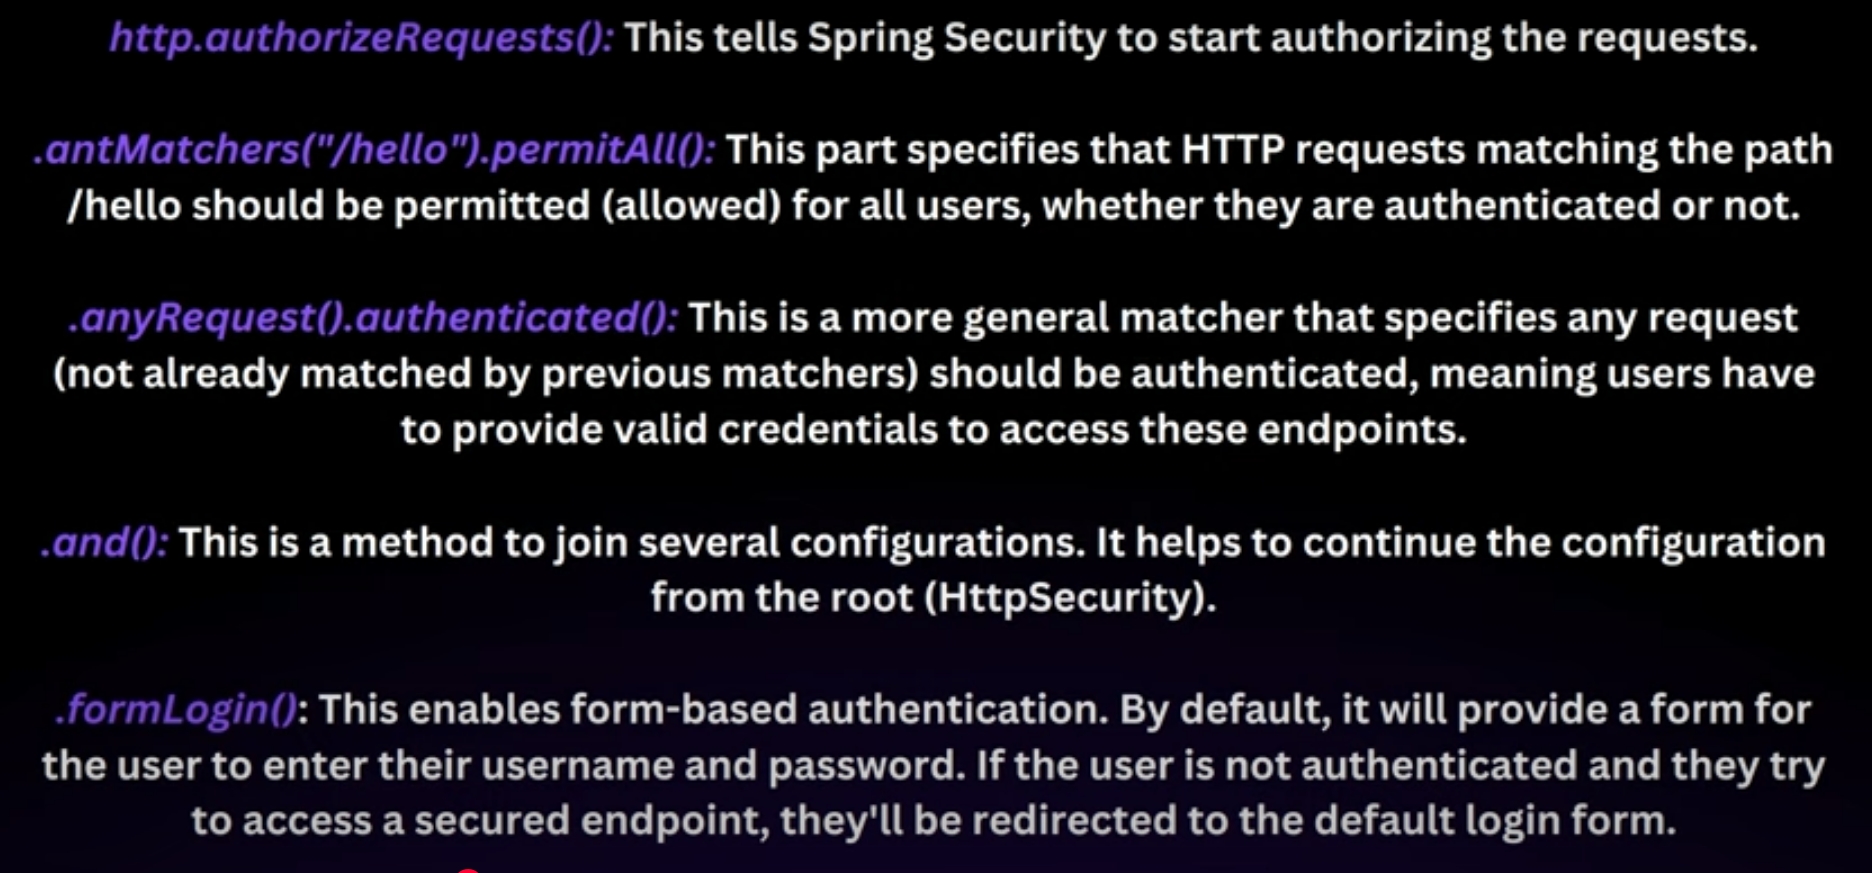 http.authorizeRequests(): This tells Spring Security to start authorizing the requests.
.antMatchers("/hello").permitAll(): This part specifies that HTTP requests matching the path
/hello should be permitted (allowed) for all users, whether they are authenticated or not.
.anyRequest().authenticated(): This is a more general matcher that specifies any request
(not already matched by previous matchers) should be authenticated, meaning users have
to provide valid credentials to access these endpoints.
.and(): This is a method to join several configurations. It helps to continue the configuration
from the root (HttpSecurity).
.formLogin(): This enables form-based authentication. By default, it will provide a form for
the user to enter their username and password. If the user is not authenticated and they try
to access a secured endpoint, they'll be redirected to the default login form.